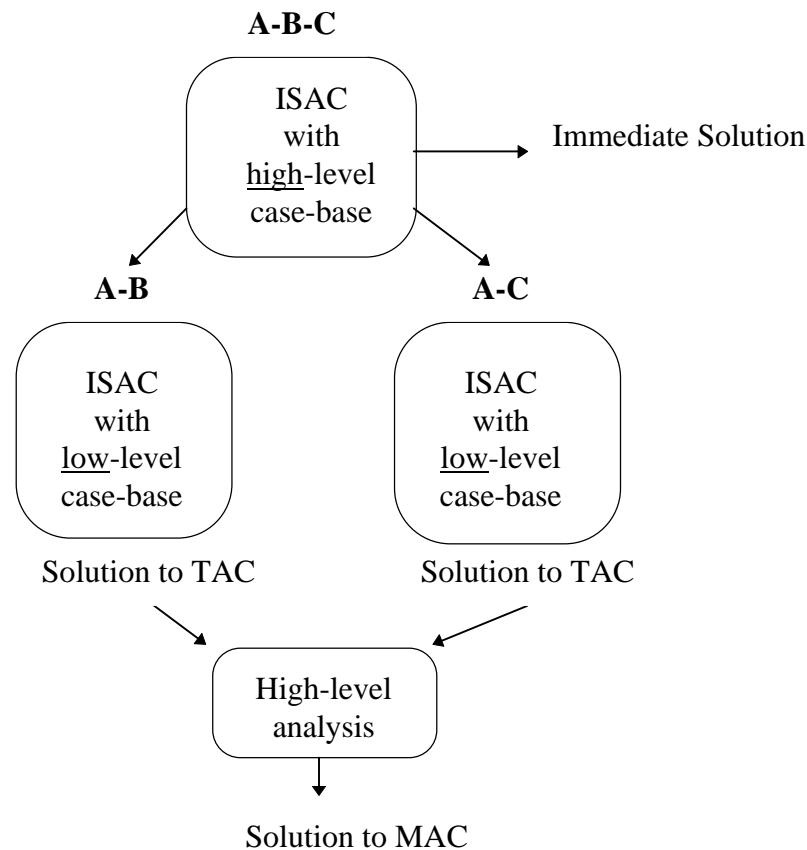 A-B-C
ISAC
with
high-level
case-base
Immediate Solution
A-B
A-C
ISAC
with
low-level
case-base
ISAC
with
low-level
case-base
Solution to TAC
Solution to TAC
High-level
analysis
Solution to MAC